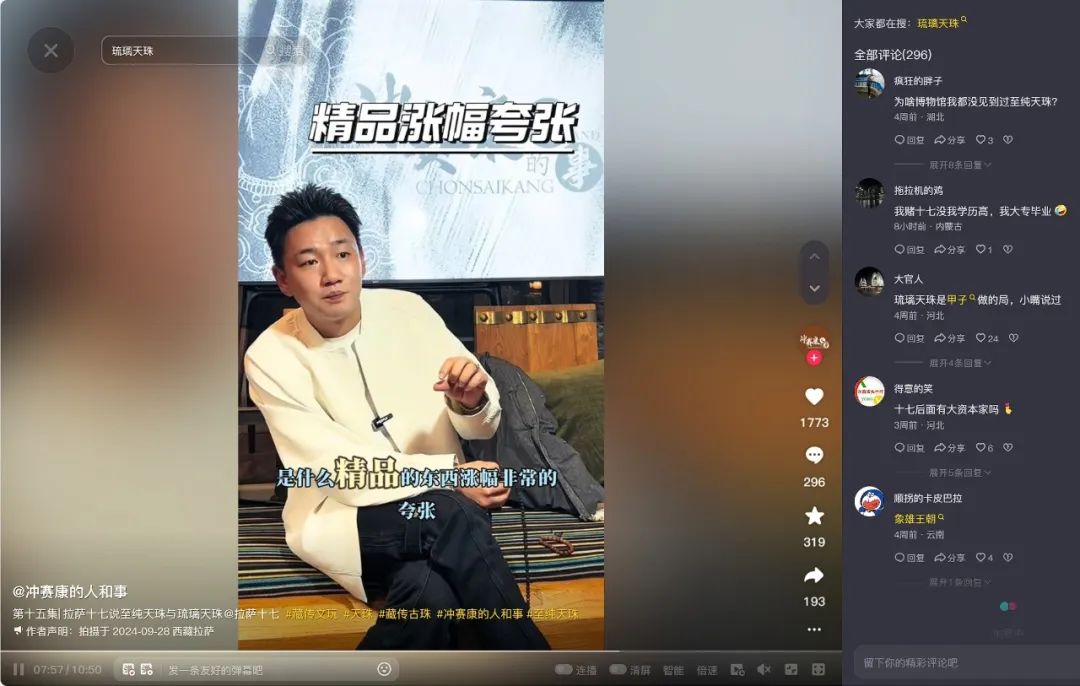 琉璃天珠
搜索
精品涨幅夸张
的
事
CHONSAIKANG
是什么精品的东西涨幅非常的
夸张
1773
296
319
193
@冲赛康的人和事
第十五集| 拉萨十七说至纯天珠与琉璃天珠@拉萨十七 #藏传文玩 #天珠 #藏传古珠 #冲赛康的人和事 #至纯天珠
作者声明：拍摄于 2024-09-28 西藏拉萨
07:57 / 10:50
发一条友好的弹幕吧
连播
清屏
智能
倍速
大家都在搜：琉璃天珠
全部评论(296)
疯狂的胖子
为啥博物馆我都没见到过至纯天珠?
4周前 · 湖北
回复 分享 3
展开8条回复
拖拉机的鸡
我赌十七没我学历高，我大专毕业🤣
8小时前 · 内蒙古
回复 分享 1
大官人
琉璃天珠是甲子做的局，小嘴说过
4周前 · 河北
回复 分享 24
展开4条回复
得意的笑
十七后面有大资本家吗
3周前 · 河北
回复 分享 6
展开5条回复
顺拐的卡皮巴拉
象雄王朝
4周前 · 云南
回复 分享 4
展开1条回复
留下你的精彩评论吧